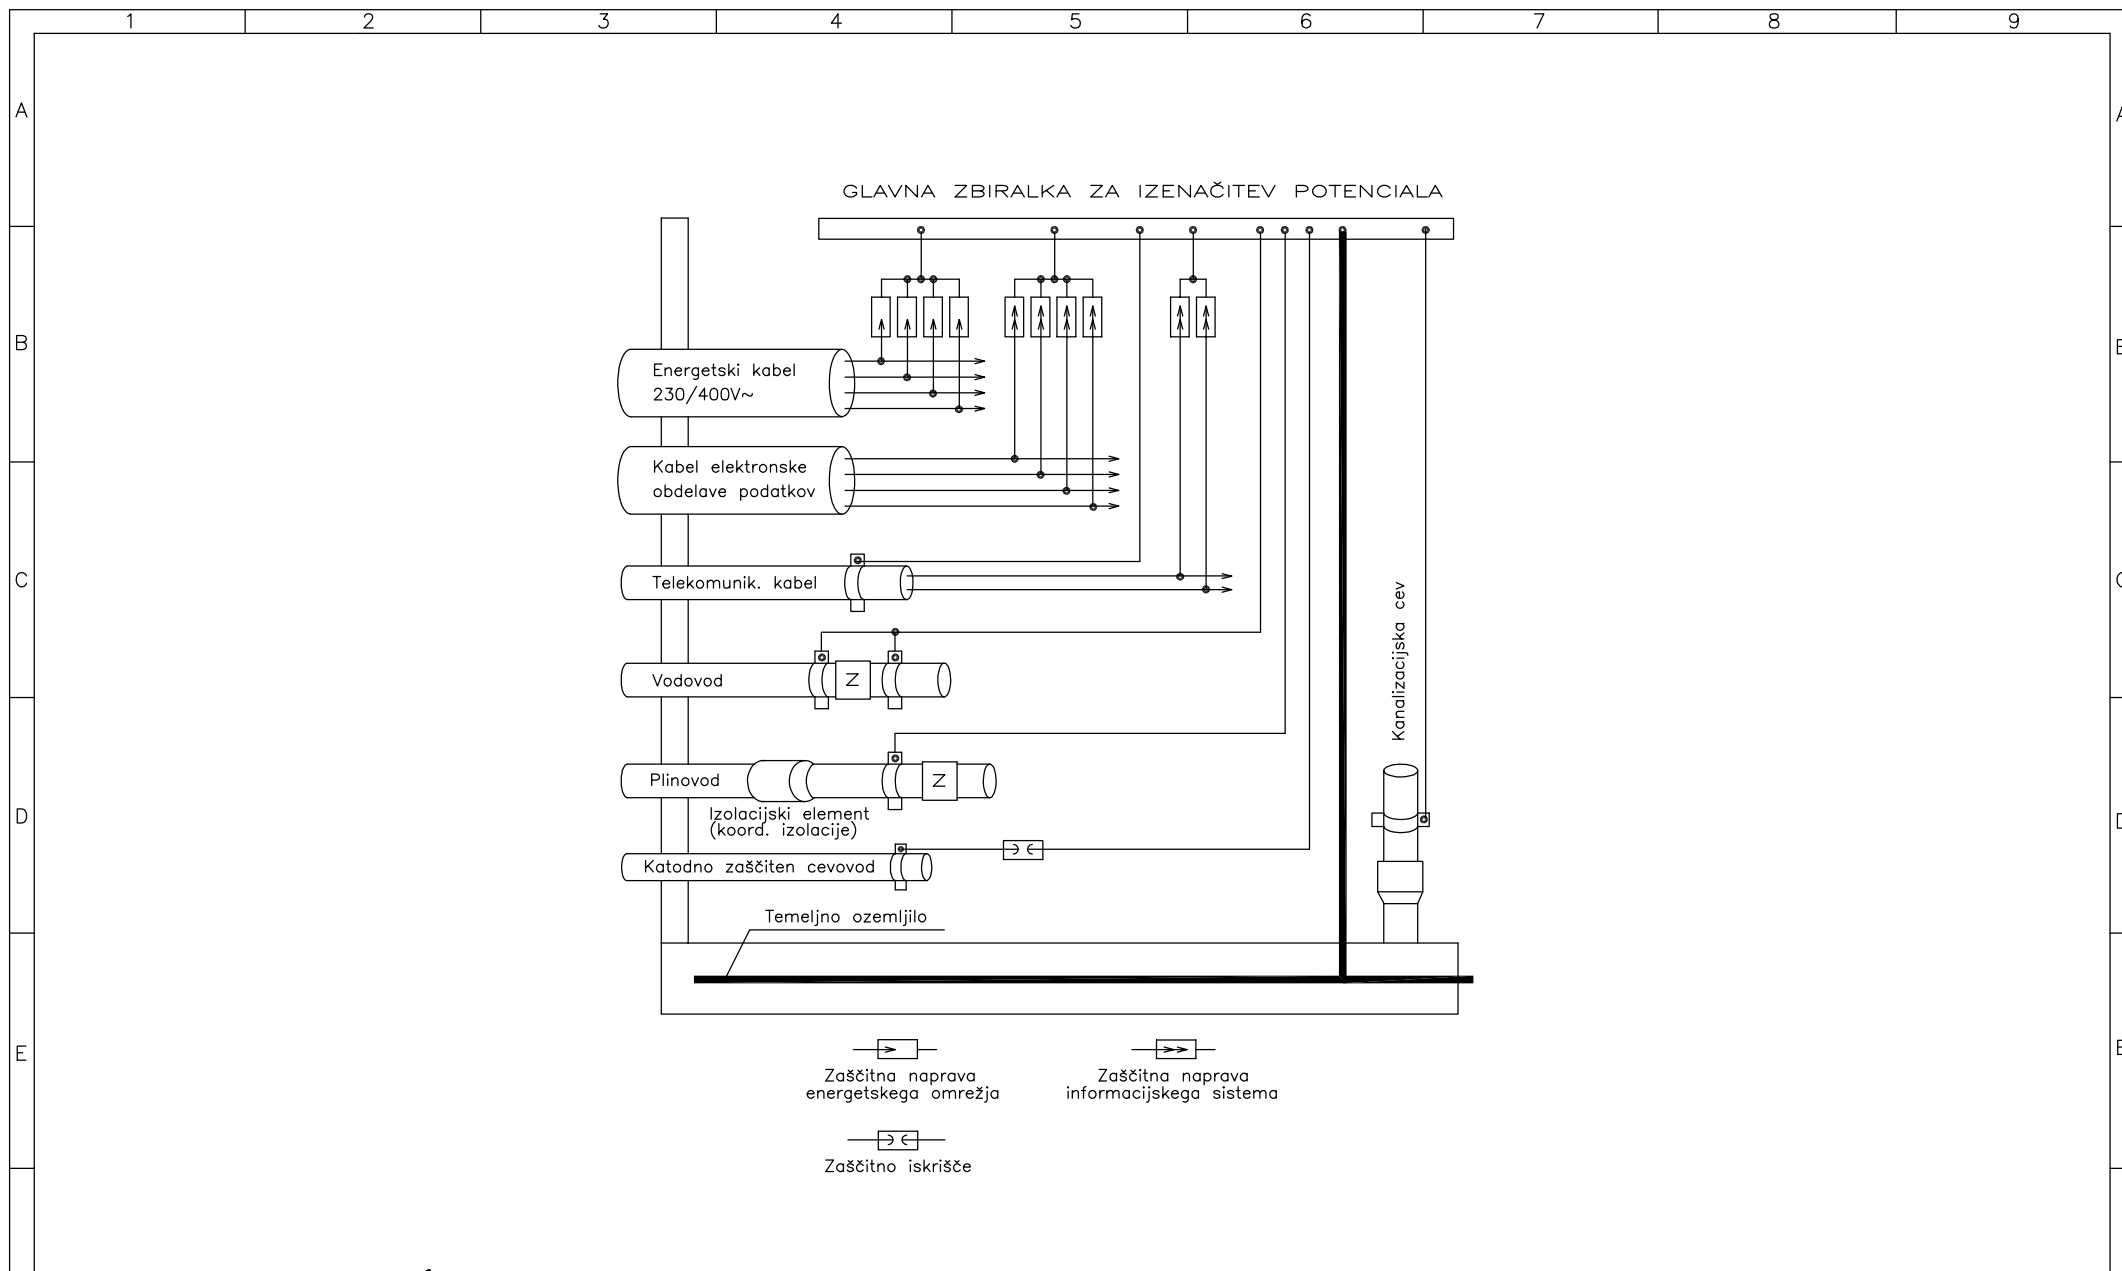 1 2 3 4 5 6 7 8 9
A
GLAVNA ZBIRALKA ZA IZENAČITEV POTENCIALA
B
Energetski kabel
230/400V~
Kabel elektronske
obdelave podatkov
C
Telekomunik. kabel
Kanalizacijska cev
Vodovod
Z
Plinovod
Z
Izolacijski element
(koord. izolacije)
D
Katodno zaščiten cevovod
Temeljno ozemljilo
E
Zaščitna naprava
energetskega omrežja
Zaščitna naprava
informacijskega sistema
Zaščitno iskrišče